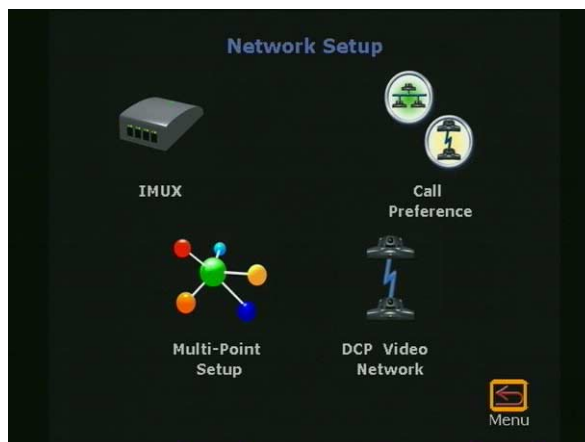 Network Setup
IMUX
Call
Preference
Multi-Point
Setup
DCP Video
Network
Menu